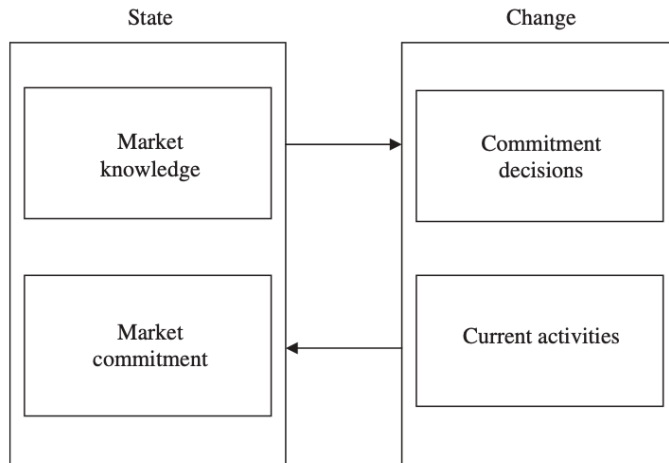 State
Change
Market
knowledge
Commitment
decisions
Market
commitment
Current activities